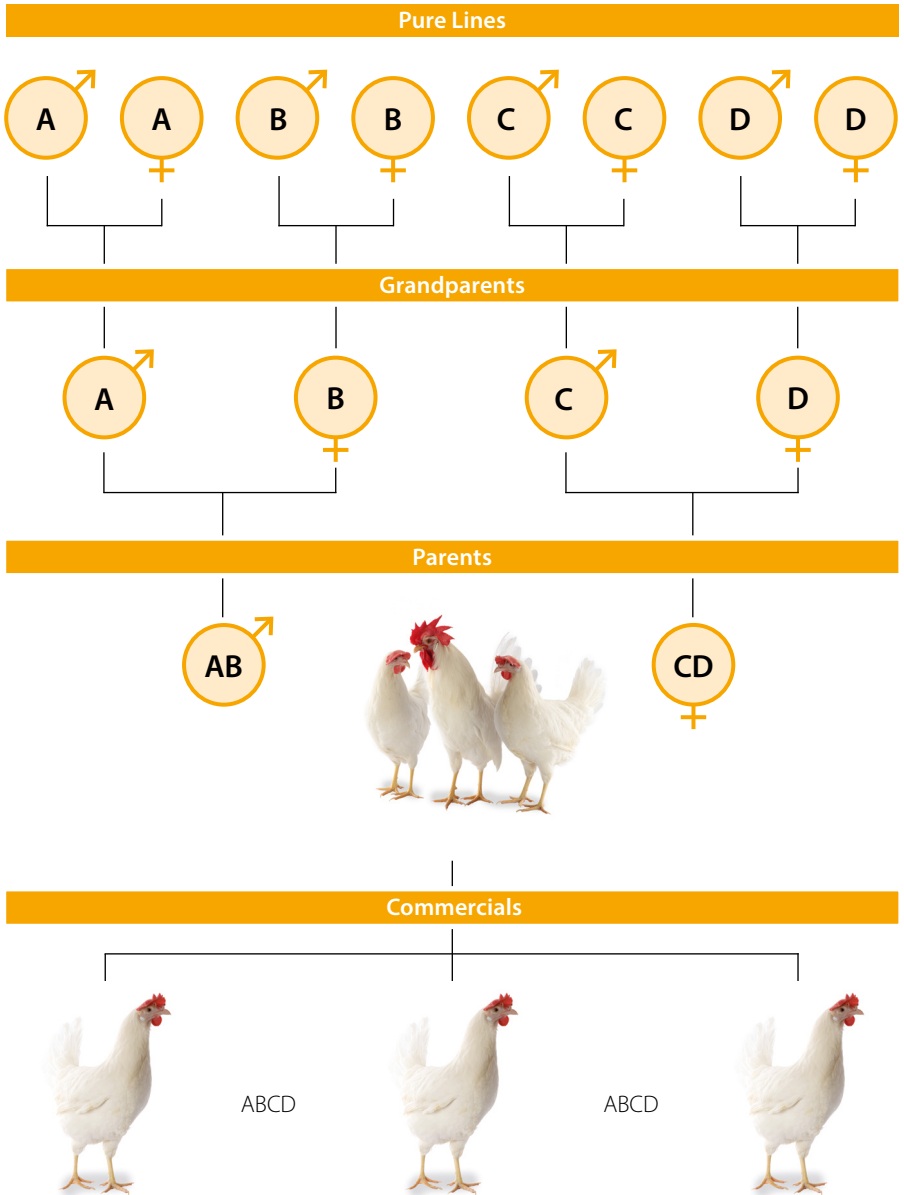 Pure Lines
A A B B C C D D
Grandparents
A B C D
Parents
AB CD
Commercials
ABCD ABCD